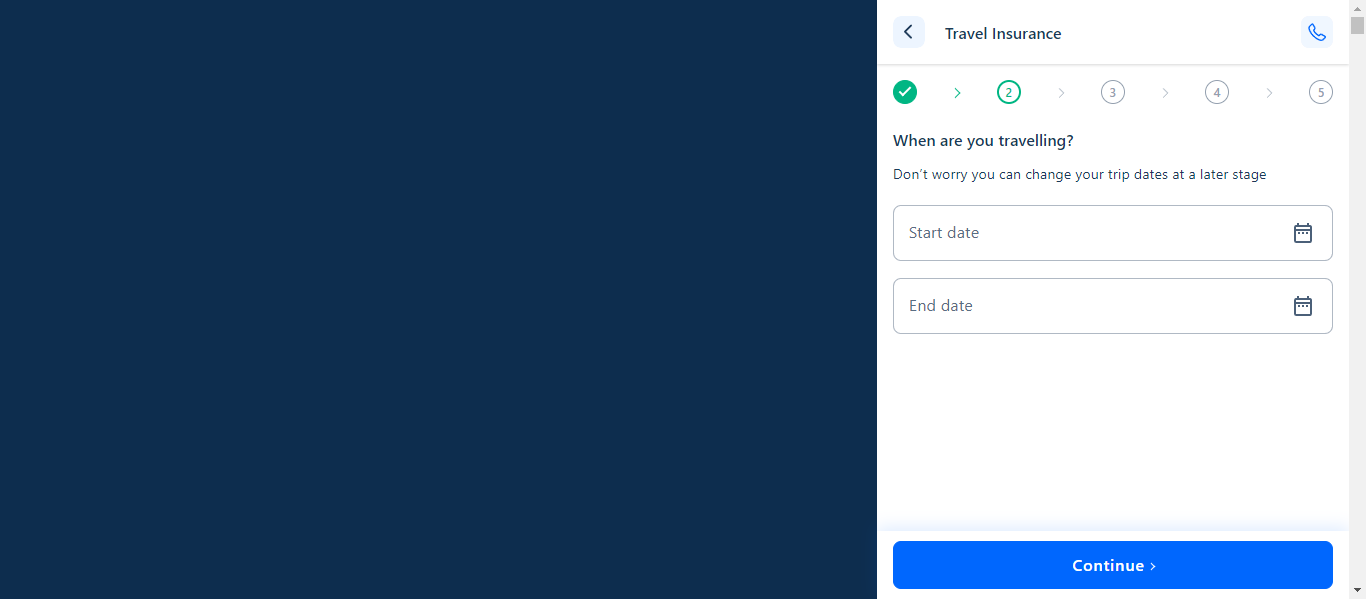 Travel Insurance
2 3 4 5
When are you travelling?
Don't worry you can change your trip dates at a later stage
Start date
End date
Continue ›